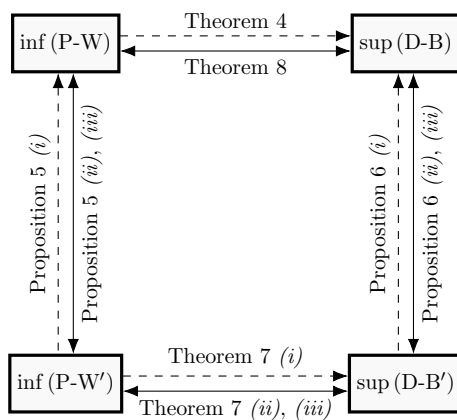 Theorem 4
inf (P-W)
sup (D-B)
Theorem 8
Proposition 5 (i)
Proposition 5 (ii), (iii)
Proposition 6 (i)
Proposition 6 (ii), (iii)
Theorem 7 (i)
inf (P-W′)
sup (D-B′)
Theorem 7 (ii), (iii)